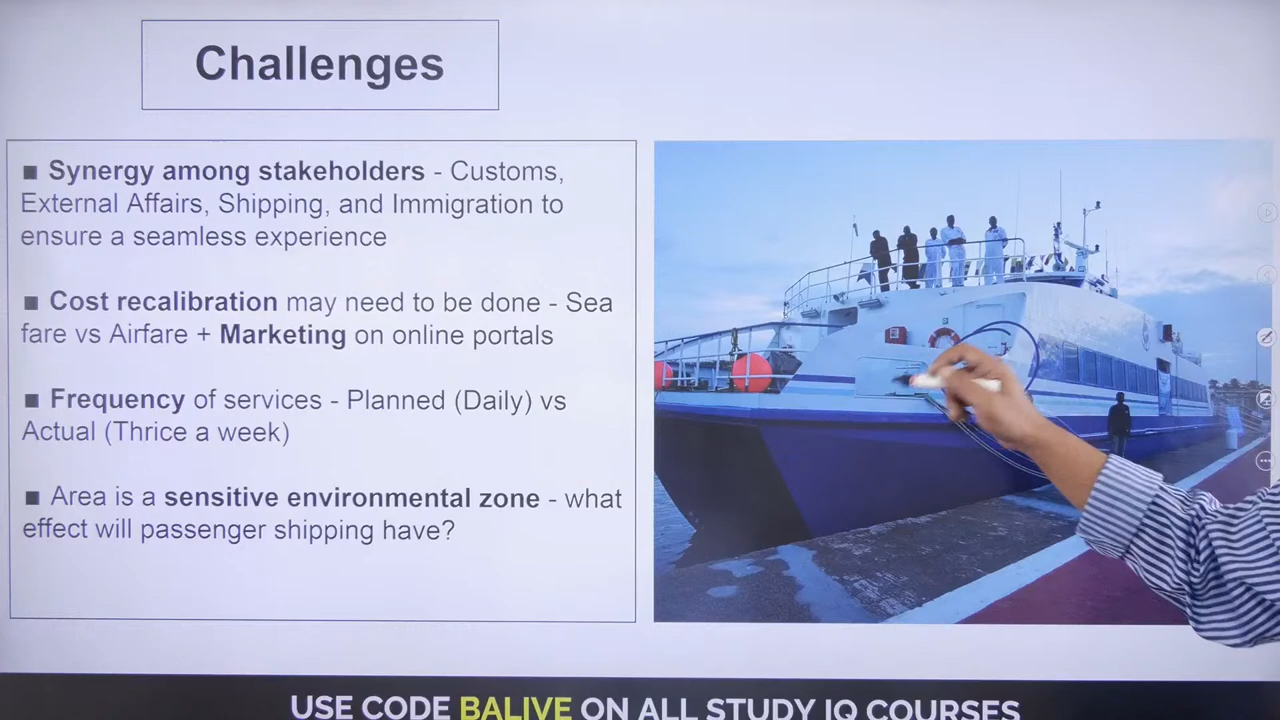 Challenges
■ Synergy among stakeholders - Customs,
External Affairs, Shipping, and Immigration to
ensure a seamless experience
■ Cost recalibration may need to be done - Sea
fare vs Airfare + Marketing on online portals
■ Frequency of services - Planned (Daily) vs
Actual (Thrice a week)
■ Area is a sensitive environmental zone - what
effect will passenger shipping have?
USE CODE BALIVE ON ALL STUDY IQ COURSES